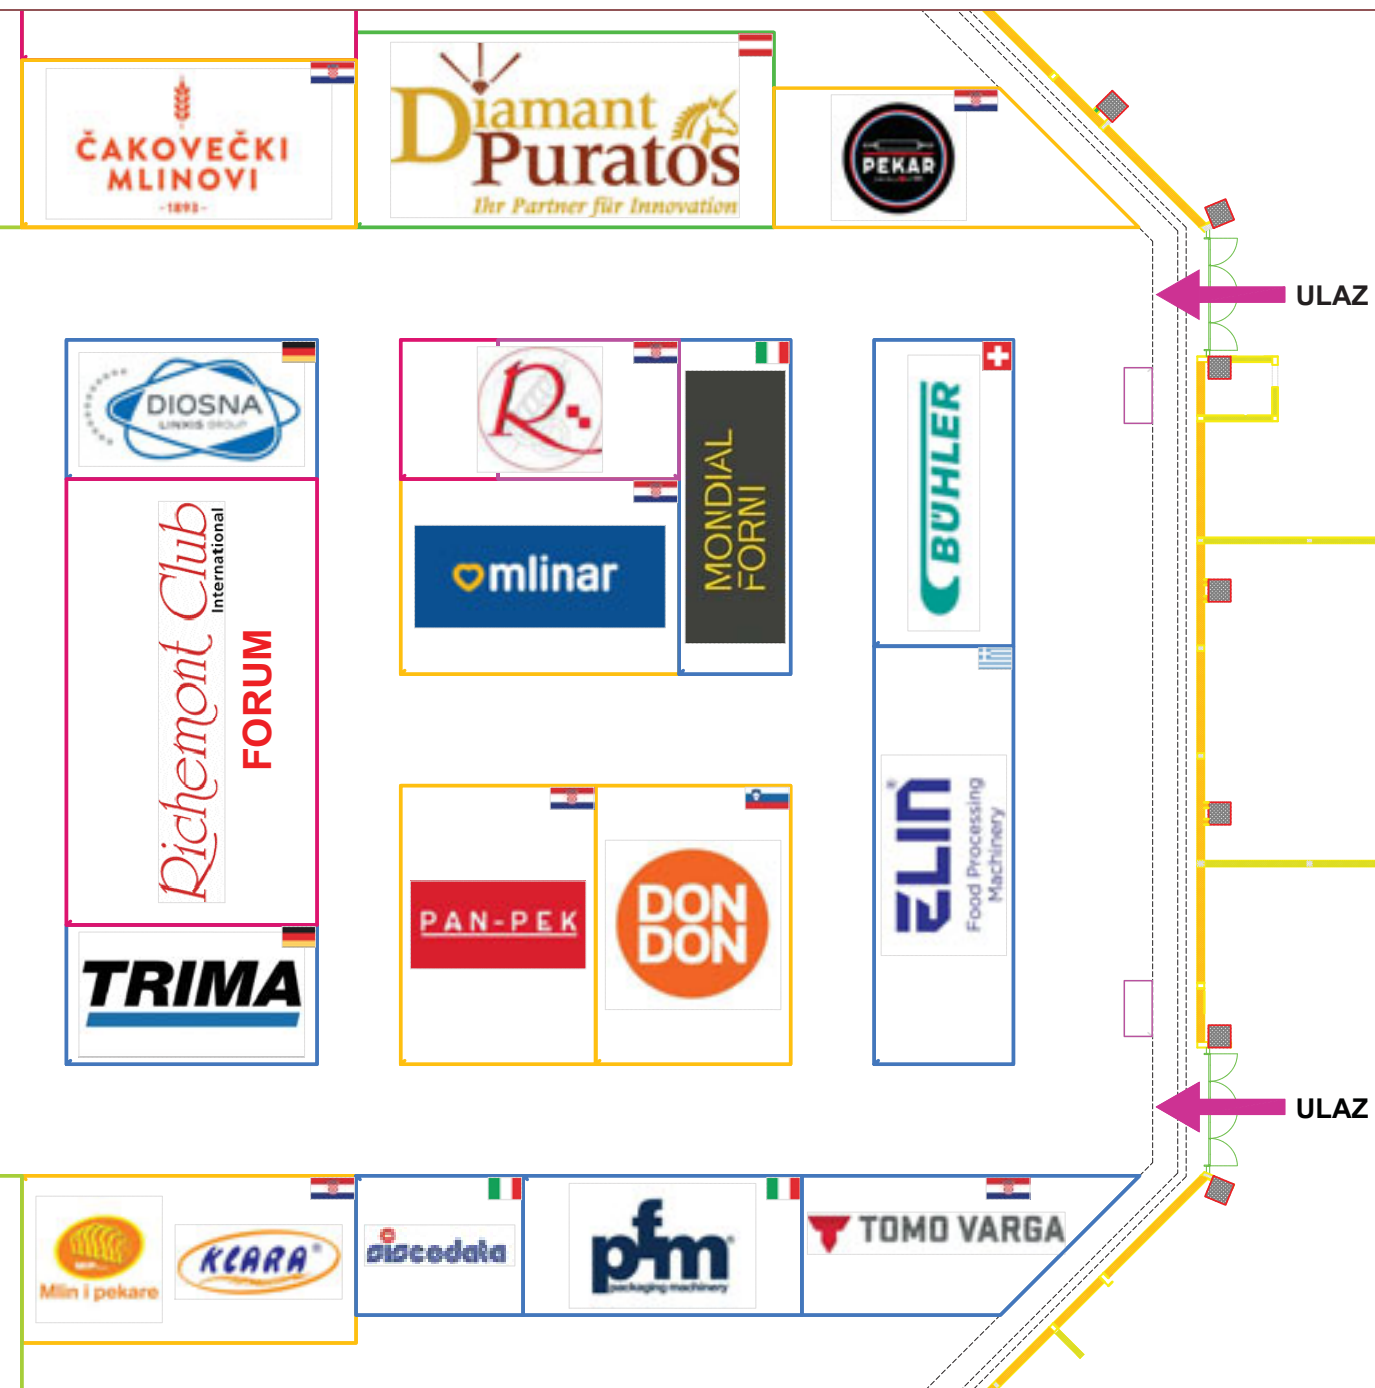 ČAKOVEČKI
MLINOVI
-1893-
Diamant
Puratos
Ihr Partner für Innovation
PEKAR
ULAZ
DIOSNA
LINXIS GROUP
R
MONDIAL
FORNI
BÜHLER
mlinar
Richemont Club
International
FORUM
ELIN
Food Processing
Machinery
PAN-PEK
DON
DON
TRIMA
ULAZ
Mlin i pekare
KLARA®
siscodata
pfm
packaging machinery
TOMO VARGA